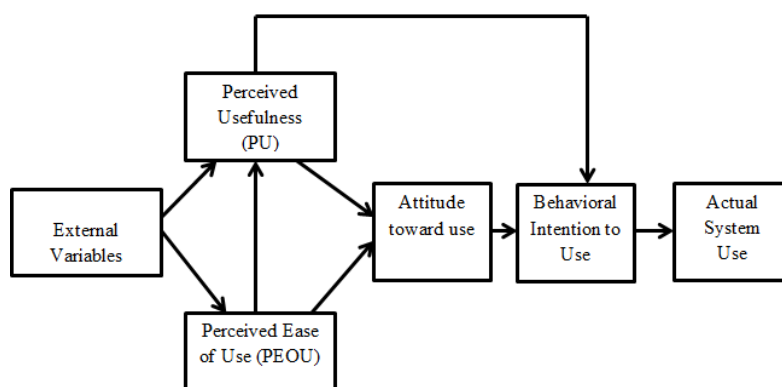 Perceived
Usefulness
(PU)
External
Variables
Perceived Ease
of Use (PEOU)
Attitude
toward use
Behavioral
Intention to
Use
Actual
System
Use